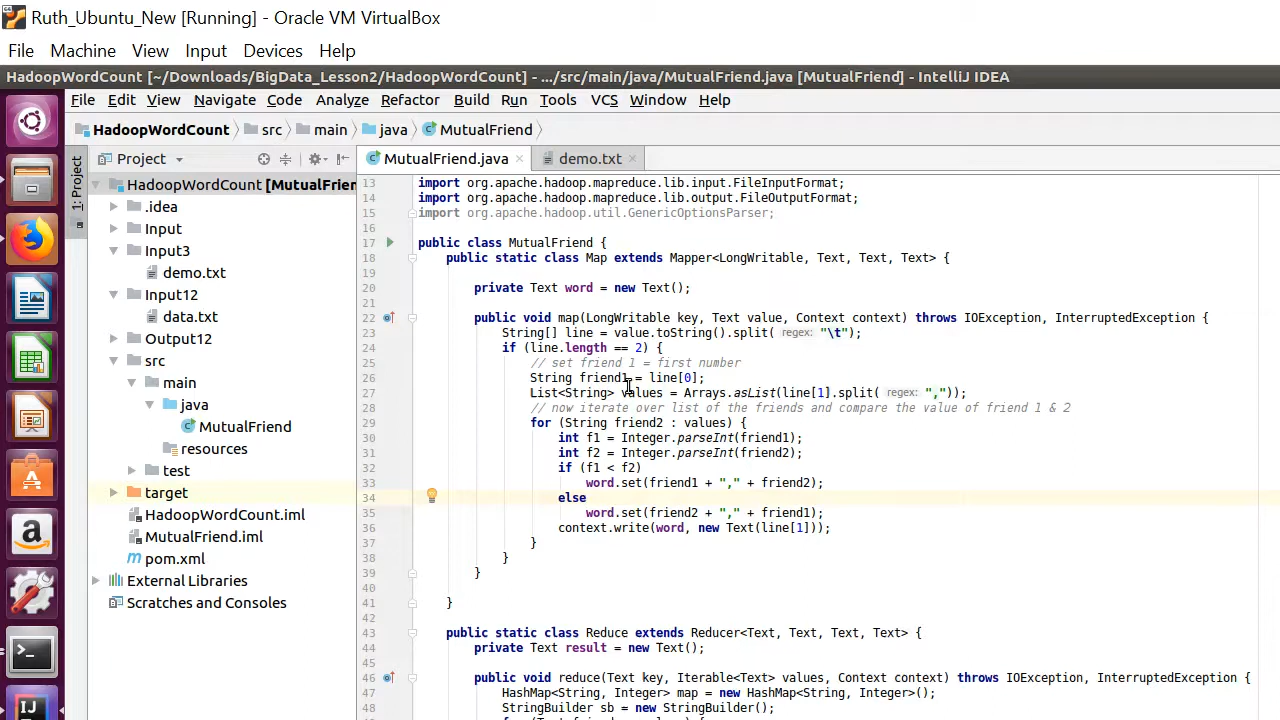 Ruth_Ubuntu_New [Running] - Oracle VM VirtualBox
File Machine View Input Devices Help
HadoopWordCount [~/Downloads/BigData_Lesson2/HadoopWordCount] - .../src/main/java/MutualFriend.java [MutualFriend] - IntelliJ IDEA
File Edit View Navigate Code Analyze Refactor Build Run Tools VCS Window Help
HadoopWordCount src main java MutualFriend
1: Project
Project
HadoopWordCount [MutualFrien
.idea
Input
Input3
demo.txt
Input12
data.txt
Output12
src
main
java
MutualFriend
resources
test
target
HadoopWordCount.iml
MutualFriend.iml
pom.xml
External Libraries
Scratches and Consoles
MutualFriend.java demo.txt
13 import org.apache.hadoop.mapreduce.lib.input.FileInputFormat;
14 import org.apache.hadoop.mapreduce.lib.output.FileOutputFormat;
15 import org.apache.hadoop.util.GenericOptionsParser;
16
17 public class MutualFriend {
18 public static class Map extends Mapper<LongWritable, Text, Text, Text> {
19
20 private Text word = new Text();
21
22 public void map(LongWritable key, Text value, Context context) throws IOException, InterruptedException {
23 String[] line = value.toString().split( regex: "\t");
24 if (line.length == 2) {
25 // set friend 1 = first number
26 String friend1 = line[0];
27 List<String> values = Arrays.asList(line[1].split( regex: ","));
28 // now iterate over list of the friends and compare the value of friend 1 & 2
29 for (String friend2 : values) {
30 int f1 = Integer.parseInt(friend1);
31 int f2 = Integer.parseInt(friend2);
32 if (f1 < f2)
33 word.set(friend1 + "," + friend2);
34 else
35 word.set(friend2 + "," + friend1);
36 context.write(word, new Text(line[1]));
37 }
38 }
39 }
40
41 }
42
43 public static class Reduce extends Reducer<Text, Text, Text, Text> {
44 private Text result = new Text();
45
46 public void reduce(Text key, Iterable<Text> values, Context context) throws IOException, InterruptedException {
47 HashMap<String, Integer> map = new HashMap<String, Integer>();
48 StringBuilder sb = new StringBuilder();